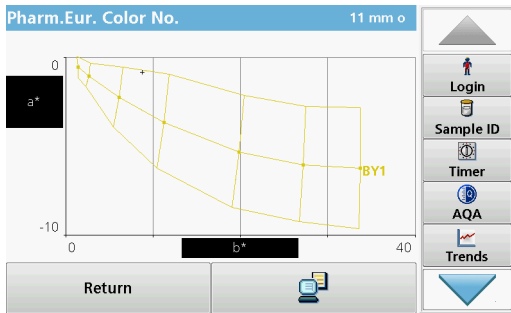 Pharm.Eur. Color No.
11 mm o
0
a*
-10
BY1
0
b*
40
Return
Login
Sample ID
Timer
AQA
Trends